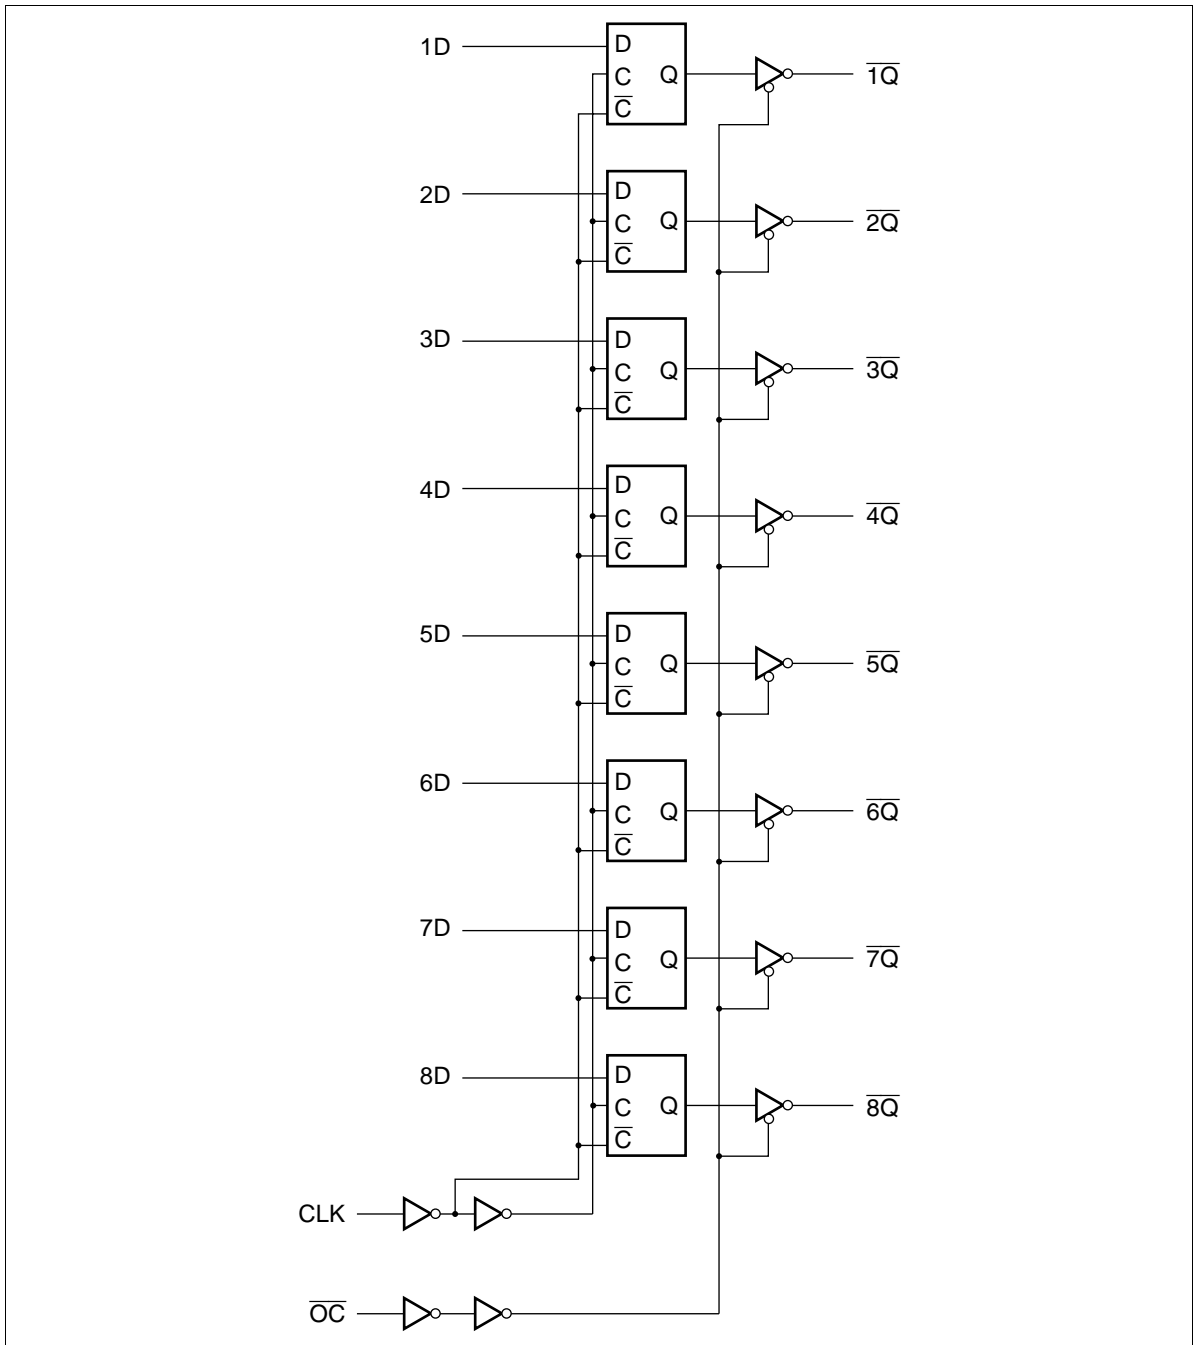 1D D C C̅ Q 1̅Q̅
2D D C C̅ Q 2̅Q̅
3D D C C̅ Q 3̅Q̅
4D D C C̅ Q 4̅Q̅
5D D C C̅ Q 5̅Q̅
6D D C C̅ Q 6̅Q̅
7D D C C̅ Q 7̅Q̅
8D D C C̅ Q 8̅Q̅
CLK
O̅C̅